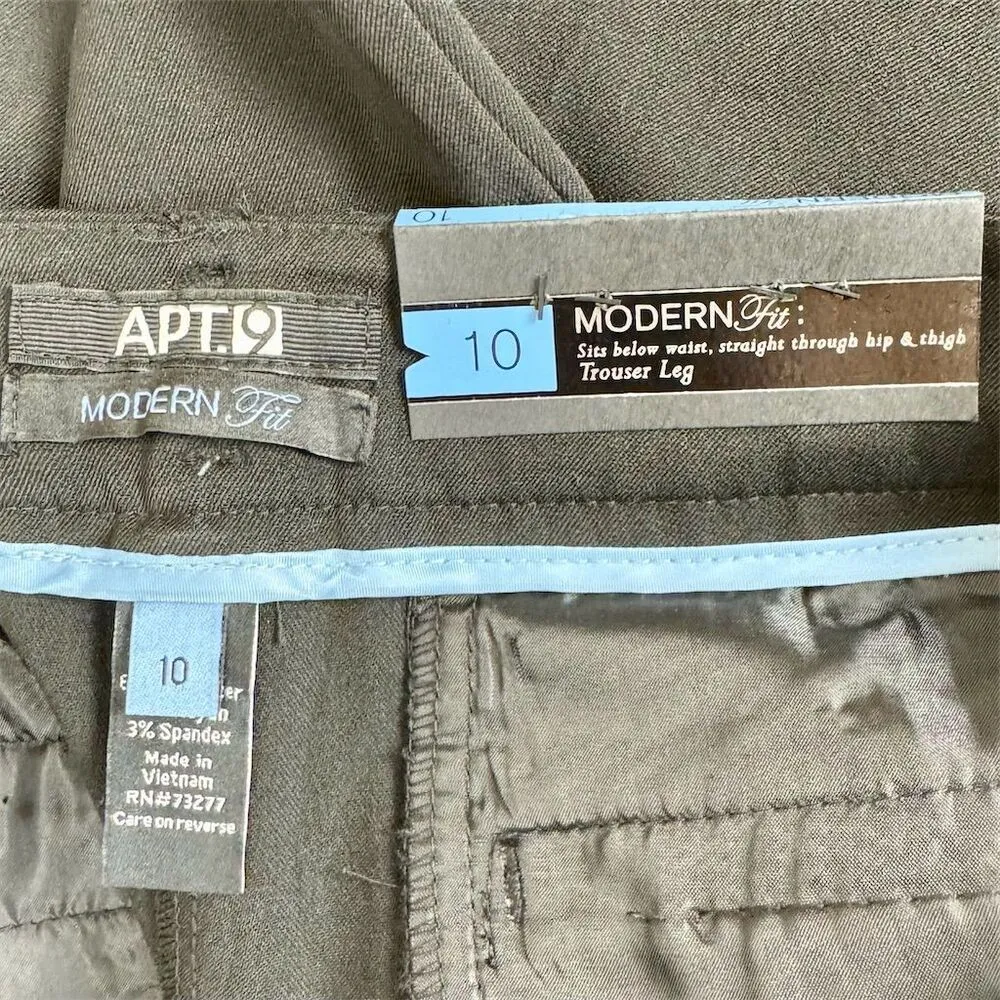 10
APT.9
MODERN Fit
10
MODERN Fit:
Sits below waist, straight through hip & thigh
Trouser Leg
10
3% Spandex
Made in
Vietnam
RN#73277
Care on reverse